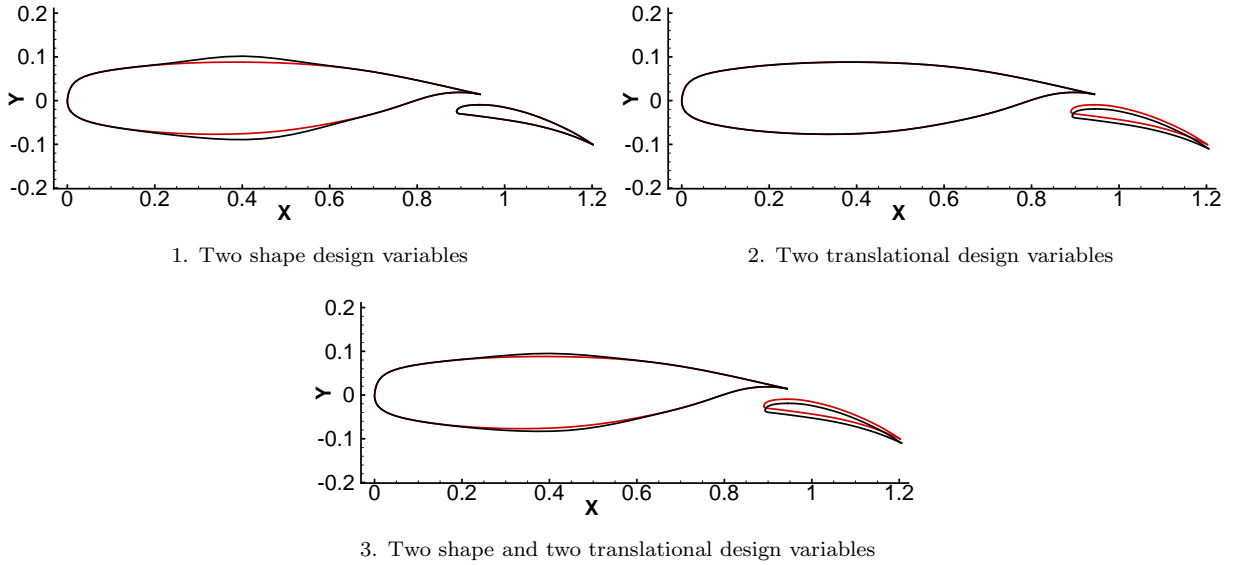 0.2
0.1
0
-0.1
-0.2
Y
0 0.2 0.4 0.6 0.8 1 1.2
X
1. Two shape design variables
0.2
0.1
0
-0.1
-0.2
Y
0 0.2 0.4 0.6 0.8 1 1.2
X
2. Two translational design variables
0.2
0.1
0
-0.1
-0.2
Y
0 0.2 0.4 0.6 0.8 1 1.2
X
3. Two shape and two translational design variables